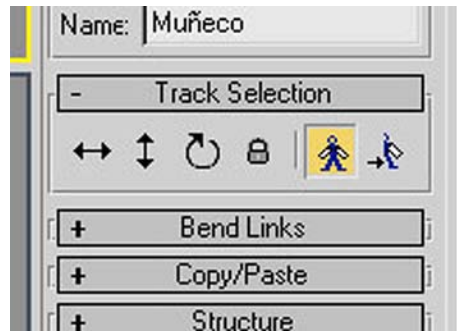 Name: Muñeco
- Track Selection
+ Bend Links
+ Copy/Paste
+ Structure